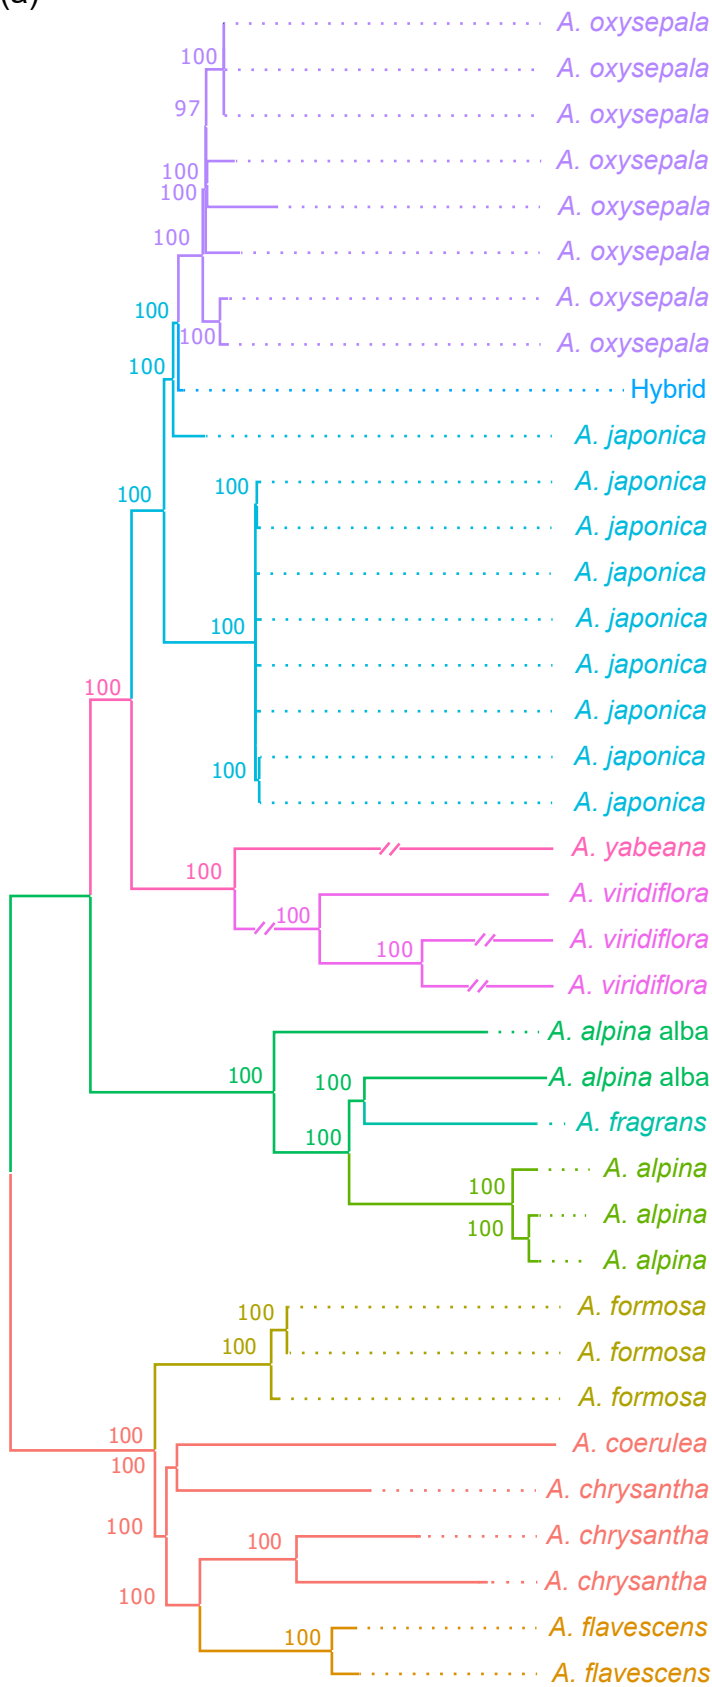 (a)
A. oxysepala
100
A. oxysepala
97
A. oxysepala
A. oxysepala
100
100
A. oxysepala
100
A. oxysepala
A. oxysepala
100
100
A. oxysepala
100
Hybrid
A. japonica
100
A. japonica
100
A. japonica
A. japonica
A. japonica
100
A. japonica
100
A. japonica
A. japonica
100
A. japonica
A. yabeana
100
A. viridiflora
100
A. viridiflora
100
A. viridiflora
A. alpina alba
100
A. alpina alba
100
A. fragrans
100
A. alpina
100
A. alpina
100
A. alpina
A. formosa
100
A. formosa
100
A. formosa
100
A. coerulea
100
A. chrysantha
100
A. chrysantha
100
A. chrysantha
100
A. flavescens
100
A. flavescens